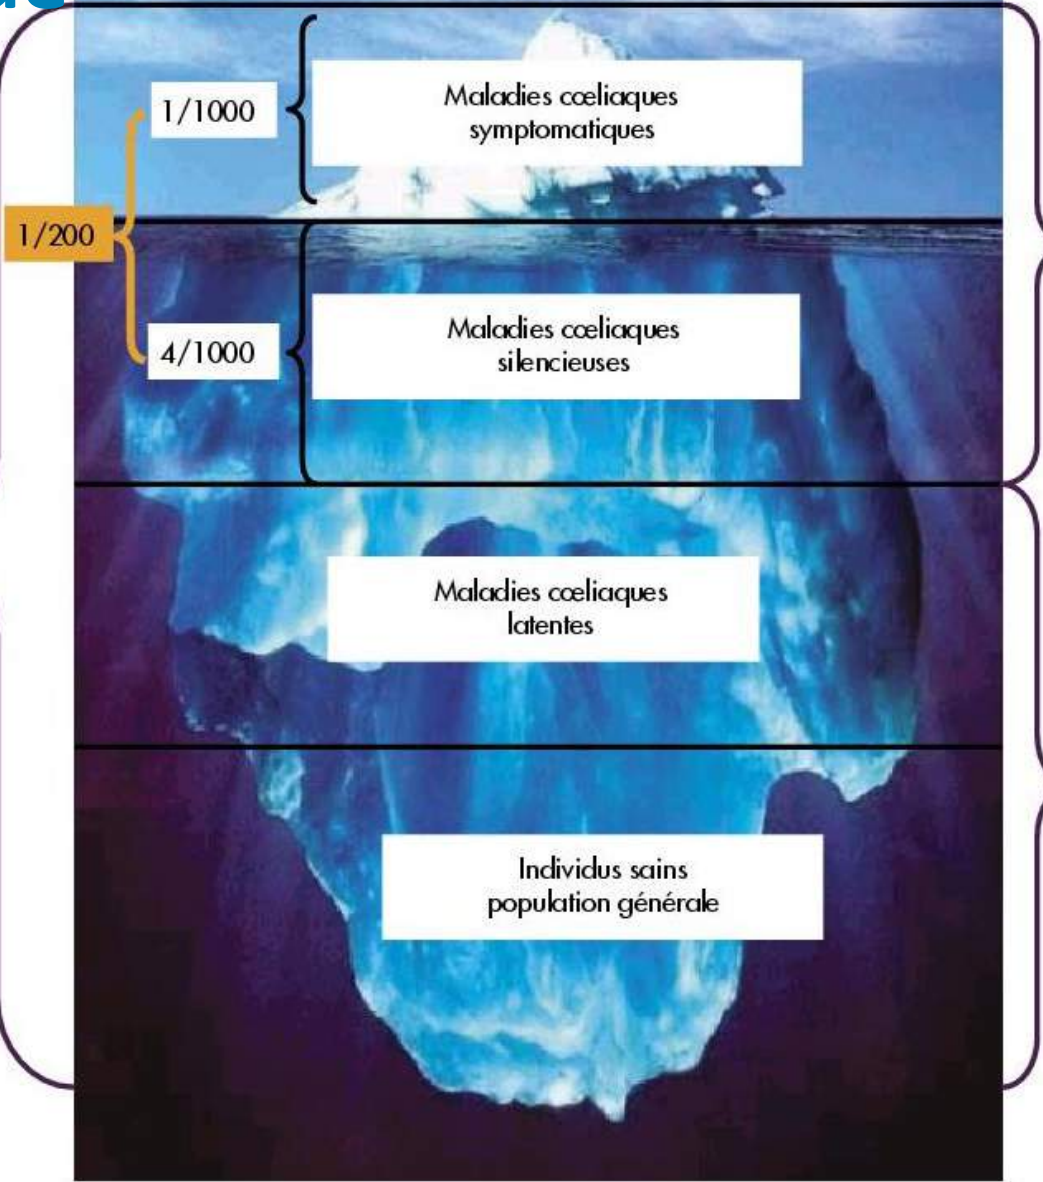 1/1000
Maladies cœliaques
symptomatiques
1/200
4/1000
Maladies cœliaques
silencieuses
Maladies cœliaques
latentes
Individus sains
population générale